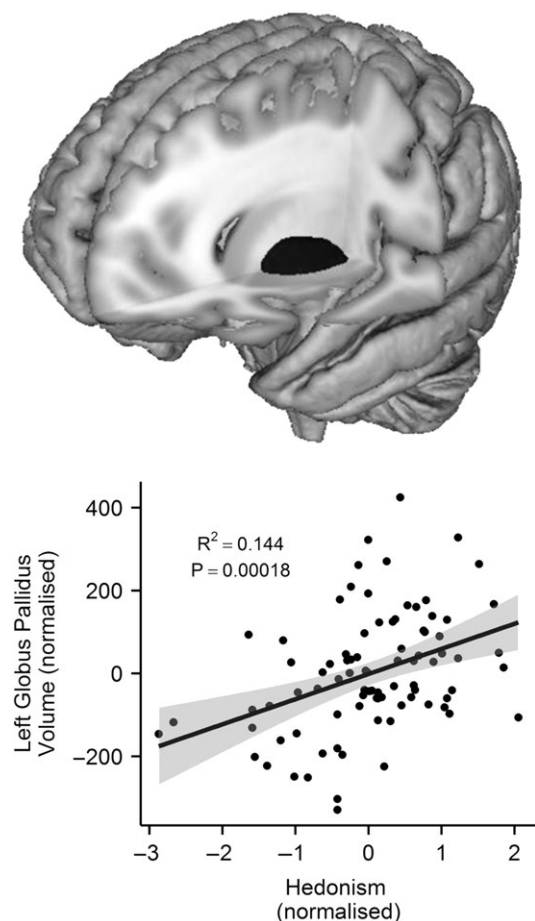 400
200
0
−200
Left Globus Pallidus
Volume (normalised)
R² = 0.144
P = 0.00018
−3 −2 −1 0 1 2
Hedonism
(normalised)